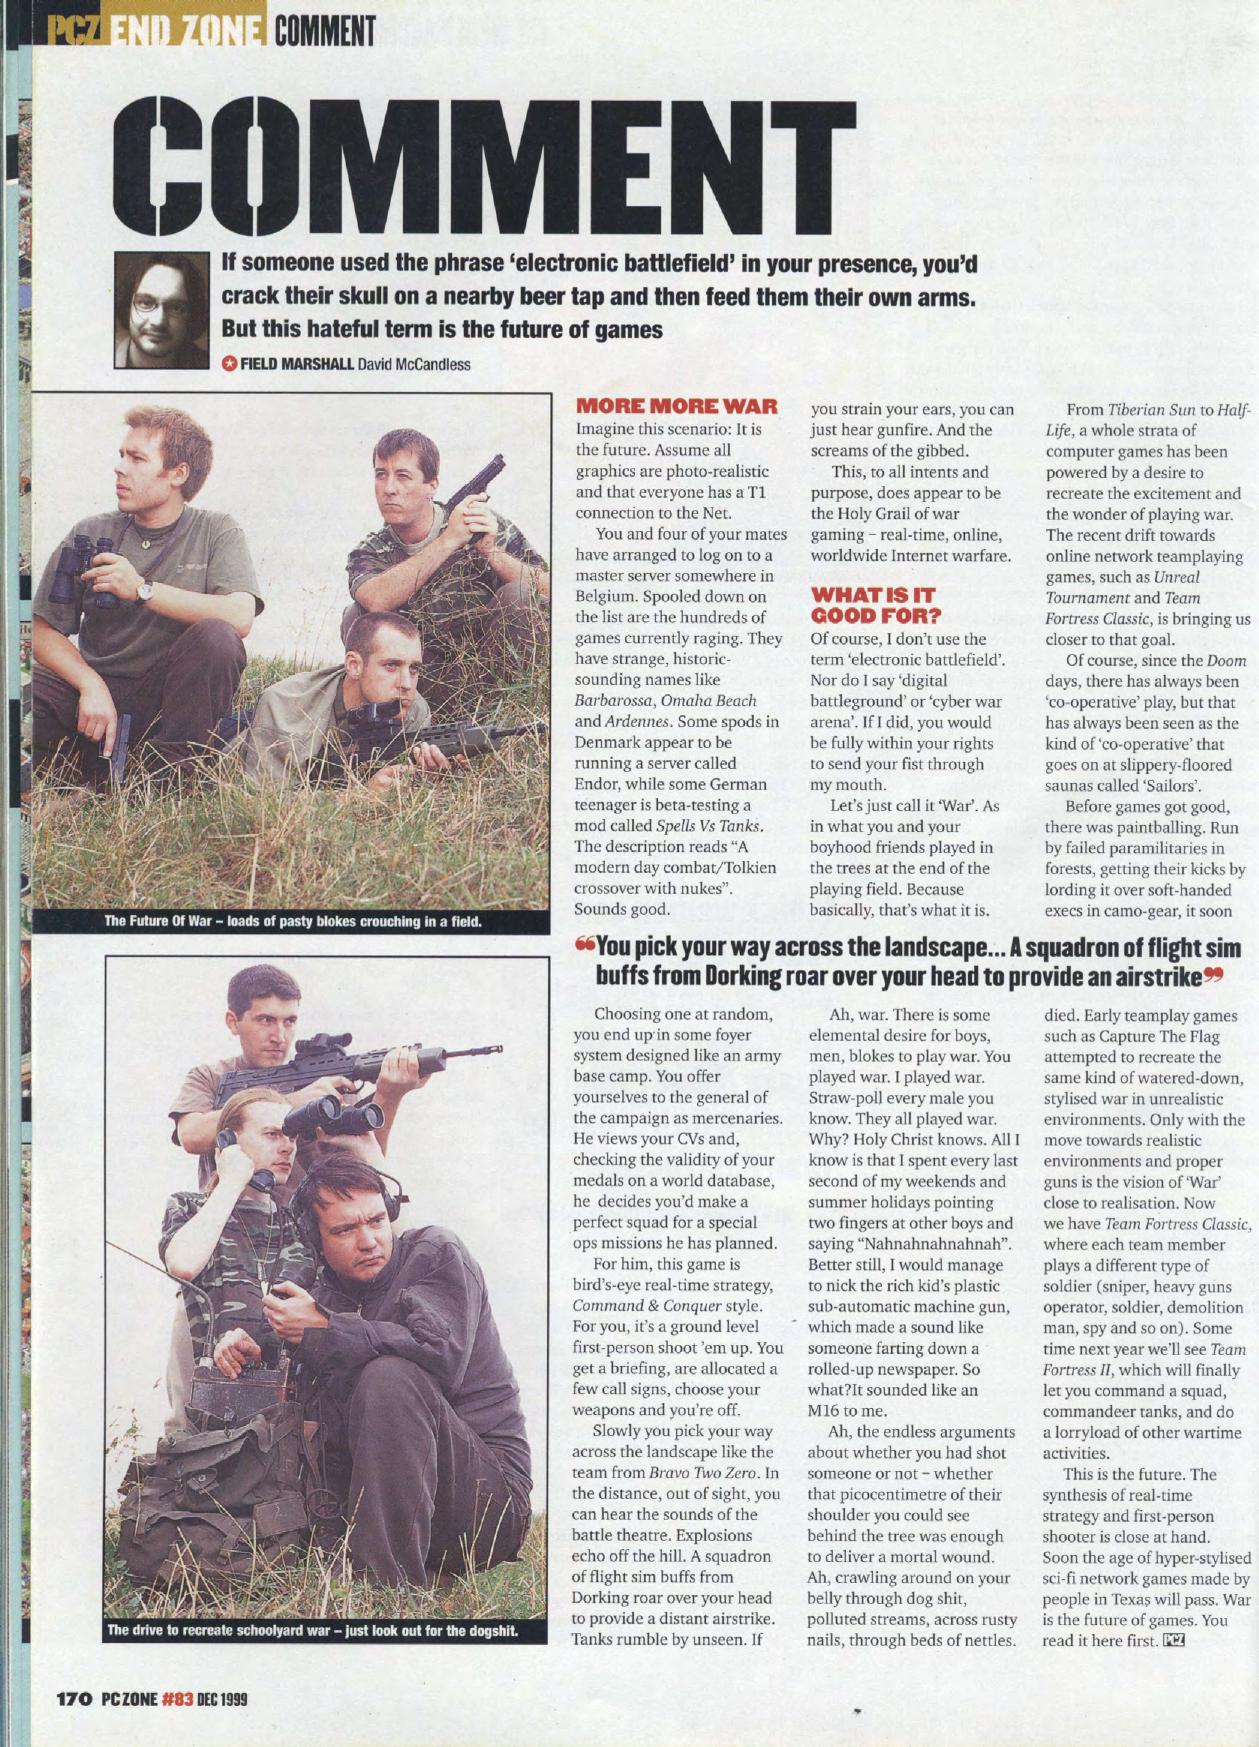 PCZ END ZONE COMMENT
COMMENT
If someone used the phrase ‘electronic battlefield’ in your presence, you’d
crack their skull on a nearby beer tap and then feed them their own arms.
But this hateful term is the future of games
FIELD MARSHALL David McCandless
The Future Of War – loads of pasty blokes crouching in a field.
The drive to recreate schoolyard war – just look out for the dogshit.
MORE MORE WAR
Imagine this scenario: It is
the future. Assume all
graphics are photo-realistic
and that everyone has a T1
connection to the Net.
You and four of your mates
have arranged to log on to a
master server somewhere in
Belgium. Spooled down on
the list are the hundreds of
games currently raging. They
have strange, historic-
sounding names like
Barbarossa, Omaha Beach
and Ardennes. Some spods in
Denmark appear to be
running a server called
Endor, while some German
teenager is beta-testing a
mod called Spells Vs Tanks.
The description reads “A
modern day combat/Tolkien
crossover with nukes”.
Sounds good.
Choosing one at random,
you end up in some foyer
system designed like an army
base camp. You offer
yourselves to the general of
the campaign as mercenaries.
He views your CVs and,
checking the validity of your
medals on a world database,
he decides you’d make a
perfect squad for a special
ops missions he has planned.
For him, this game is
bird’s-eye real-time strategy,
Command & Conquer style.
For you, it’s a ground level
first-person shoot ’em up. You
get a briefing, are allocated a
few call signs, choose your
weapons and you’re off.
Slowly you pick your way
across the landscape like the
team from Bravo Two Zero. In
the distance, out of sight, you
can hear the sounds of the
battle theatre. Explosions
echo off the hill. A squadron
of flight sim buffs from
Dorking roar over your head
to provide a distant airstrike.
Tanks rumble by unseen. If
you strain your ears, you can
just hear gunfire. And the
screams of the gibbed.
This, to all intents and
purpose, does appear to be
the Holy Grail of war
gaming – real-time, online,
worldwide Internet warfare.
WHAT IS IT
GOOD FOR?
Of course, I don’t use the
term ‘electronic battlefield’.
Nor do I say ‘digital
battleground’ or ‘cyber war
arena’. If I did, you would
be fully within your rights
to send your fist through
my mouth.
Let’s just call it ‘War’. As
in what you and your
boyhood friends played in
the trees at the end of the
playing field. Because
basically, that’s what it is.
“You pick your way across the landscape... A squadron of flight sim
buffs from Dorking roar over your head to provide an airstrike”
Ah, war. There is some
elemental desire for boys,
men, blokes to play war. You
played war. I played war.
Straw-poll every male you
know. They all played war.
Why? Holy Christ knows. All I
know is that I spent every last
second of my weekends and
summer holidays pointing
two fingers at other boys and
saying “Nahnahnahnahnah”.
Better still, I would manage
to nick the rich kid’s plastic
sub-automatic machine gun,
which made a sound like
someone farting down a
rolled-up newspaper. So
what?It sounded like an
M16 to me.
Ah, the endless arguments
about whether you had shot
someone or not – whether
that picocentimetre of their
shoulder you could see
behind the tree was enough
to deliver a mortal wound.
Ah, crawling around on your
belly through dog shit,
polluted streams, across rusty
nails, through beds of nettles.
From Tiberian Sun to Half-
Life, a whole strata of
computer games has been
powered by a desire to
recreate the excitement and
the wonder of playing war.
The recent drift towards
online network teamplaying
games, such as Unreal
Tournament and Team
Fortress Classic, is bringing us
closer to that goal.
Of course, since the Doom
days, there has always been
‘co-operative’ play, but that
has always been seen as the
kind of ‘co-operative’ that
goes on at slippery-floored
saunas called ‘Sailors’.
Before games got good,
there was paintballing. Run
by failed paramilitaries in
forests, getting their kicks by
lording it over soft-handed
execs in camo-gear, it soon
died. Early teamplay games
such as Capture The Flag
attempted to recreate the
same kind of watered-down,
stylised war in unrealistic
environments. Only with the
move towards realistic
environments and proper
guns is the vision of ‘War’
close to realisation. Now
we have Team Fortress Classic,
where each team member
plays a different type of
soldier (sniper, heavy guns
operator, soldier, demolition
man, spy and so on). Some
time next year we’ll see Team
Fortress II, which will finally
let you command a squad,
commandeer tanks, and do
a lorryload of other wartime
activities.
This is the future. The
synthesis of real-time
strategy and first-person
shooter is close at hand.
Soon the age of hyper-stylised
sci-fi network games made by
people in Texas will pass. War
is the future of games. You
read it here first. PCZ
170 PC ZONE #83 DEC 1999